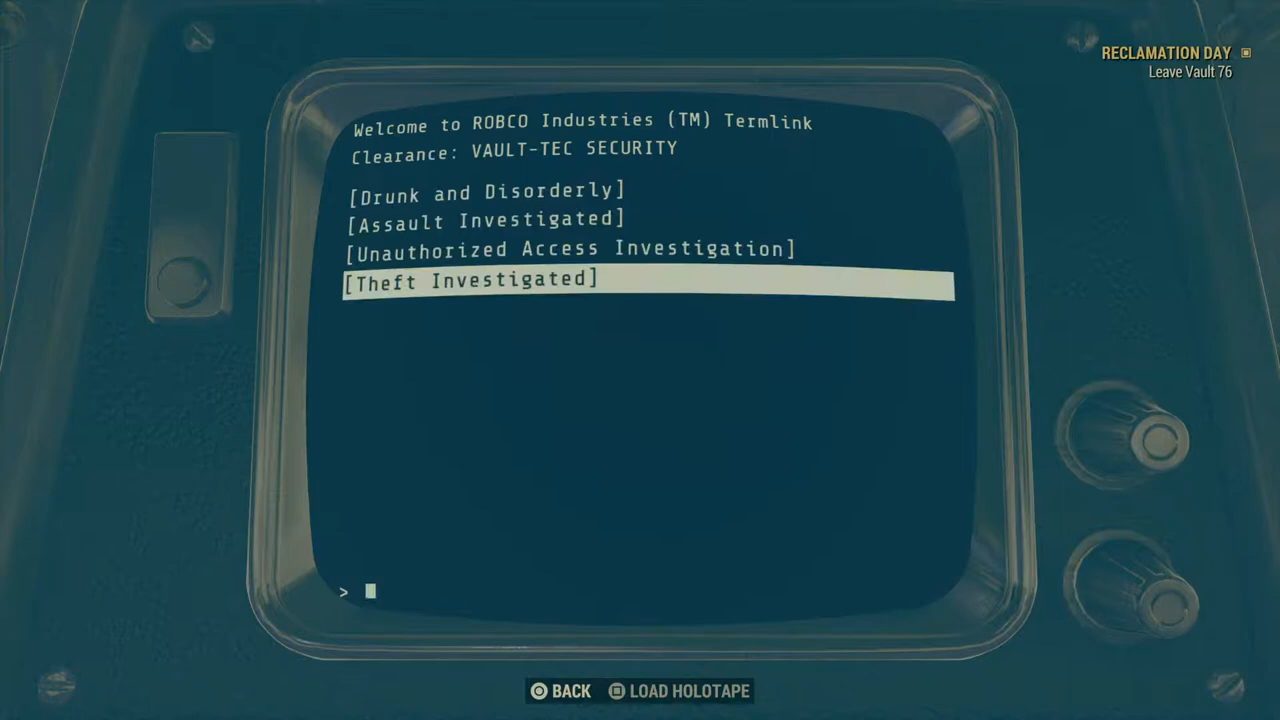 RECLAMATION DAY
Leave Vault 76
Welcome to ROBCO Industries (TM) Termlink
Clearance: VAULT-TEC SECURITY
[Drunk and Disorderly]
[Assault Investigated]
[Unauthorized Access Investigation]
[Theft Investigated]
>
BACK LOAD HOLOTAPE